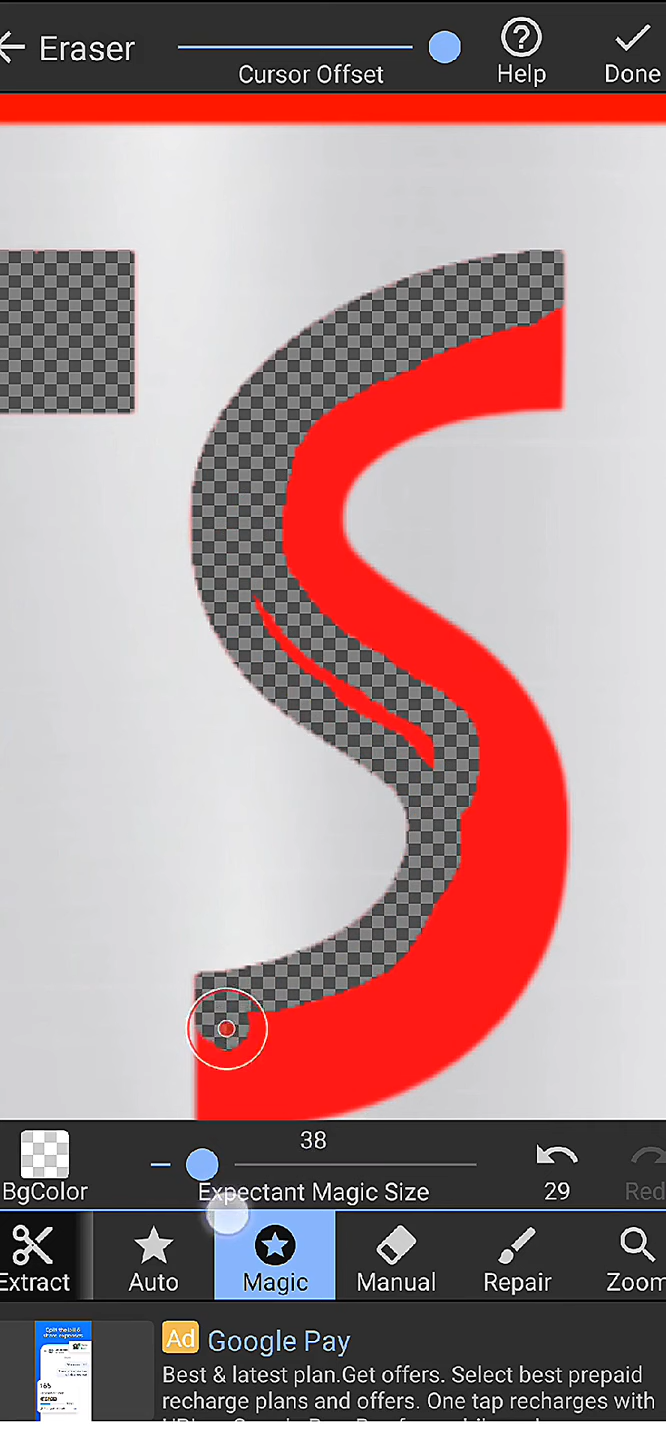 Eraser
Cursor Offset
Help
Done
S
38
BgColor
Expectant Magic Size
29
Red
Extract
Auto
Magic
Manual
Repair
Zoom
Ad Google Pay
Best & latest plan.Get offers. Select best prepaid
recharge plans and offers. One tap recharges with